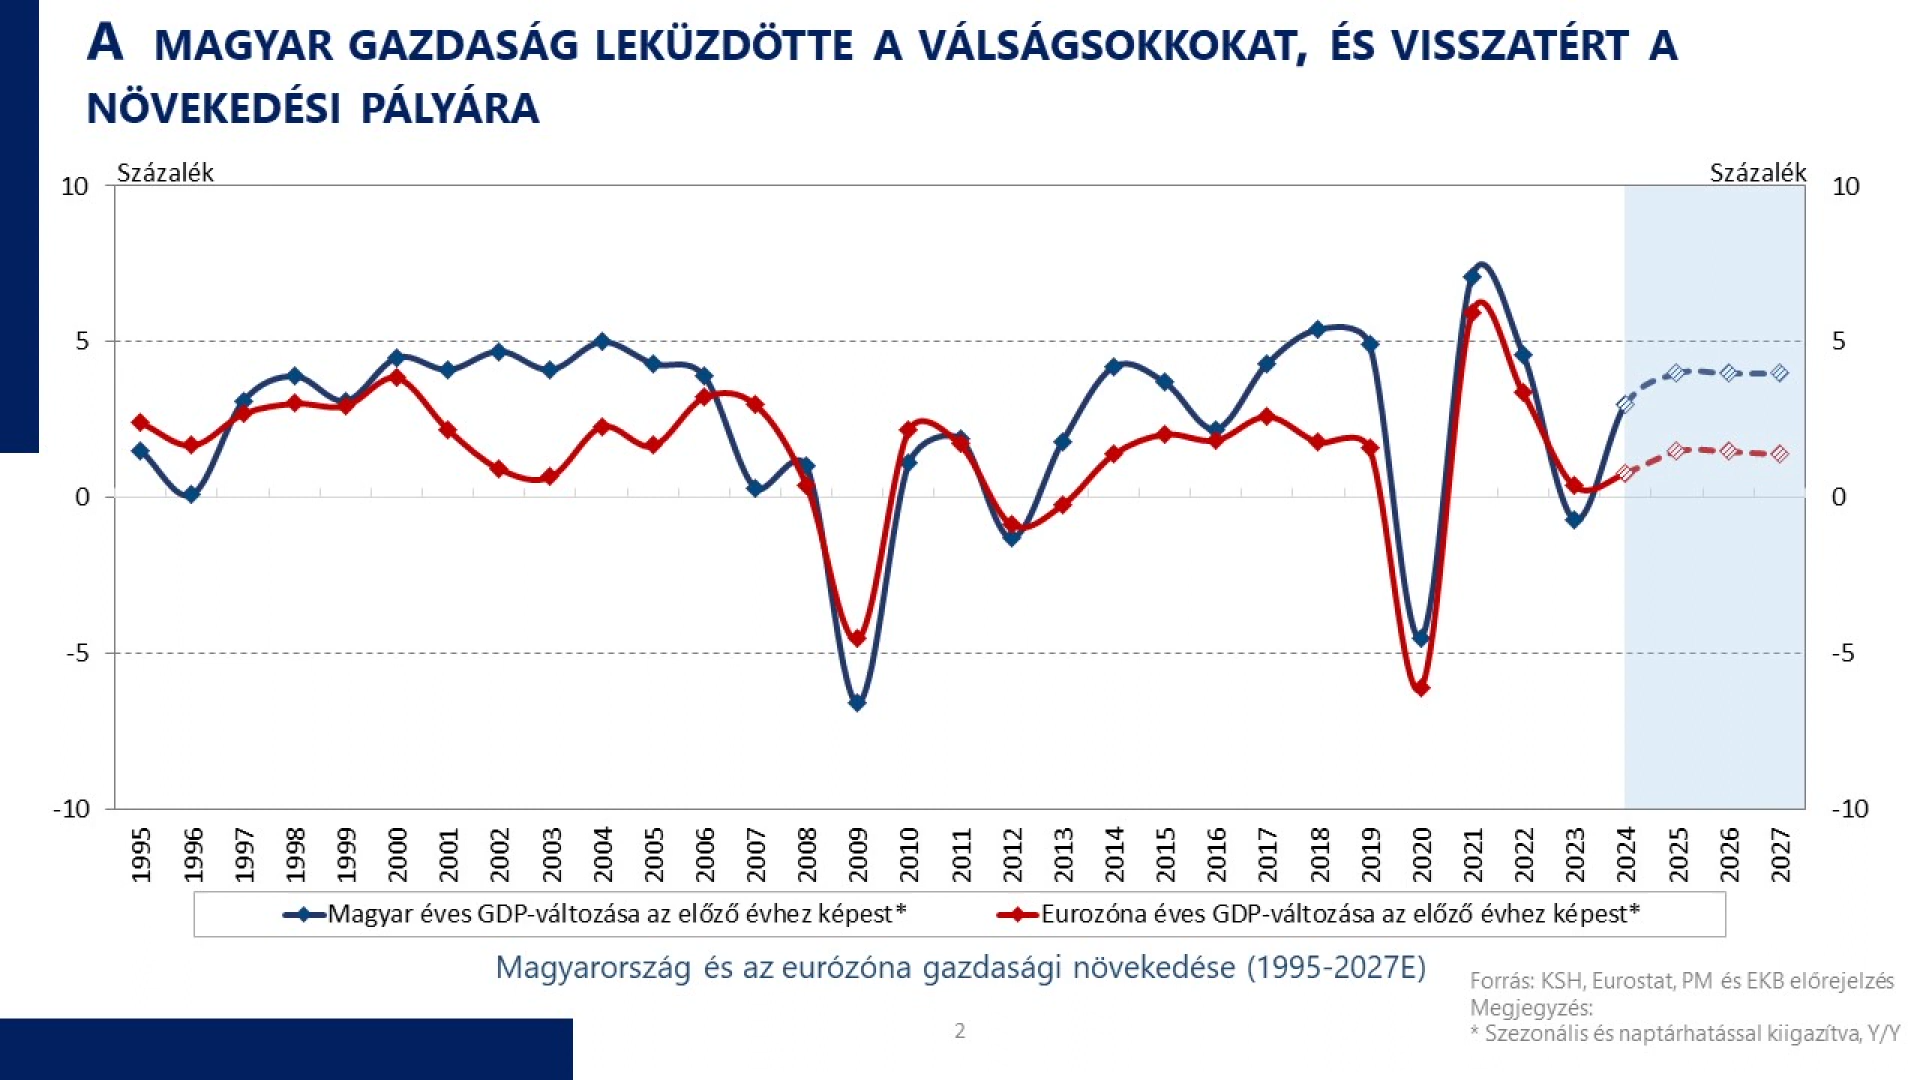 A MAGYAR GAZDASÁG LEKÜZDÖTTE A VÁLSÁGSOKKOKAT, ÉS VISSZATÉRT A
NÖVEKEDÉSI PÁLYÁRA
Százalék Százalék
10 10
5 5
0 0
-5 -5
-10 -10
1995 1996 1997 1998 1999 2000 2001 2002 2003 2004 2005 2006 2007 2008 2009 2010 2011 2012 2013 2014 2015 2016 2017 2018 2019 2020 2021 2022 2023 2024 2025 2026 2027
Magyar éves GDP-változása az előző évhez képest* Eurozóna éves GDP-változása az előző évhez képest*
Magyarország és az eurózóna gazdasági növekedése (1995-2027E)
Forrás: KSH, Eurostat, PM és EKB előrejelzés
Megjegyzés:
* Szezonális és naptárhatással kiigazítva, Y/Y
2